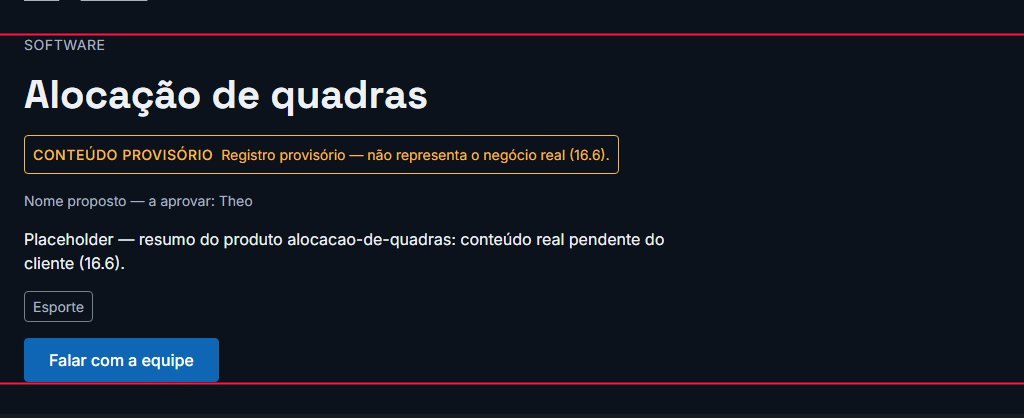 SOFTWARE
Alocação de quadras
CONTEÚDO PROVISÓRIO Registro provisório — não representa o negócio real (16.6).
Nome proposto — a aprovar: Theo
Placeholder — resumo do produto alocacao-de-quadras: conteúdo real pendente do
cliente (16.6).
Esporte
Falar com a equipe